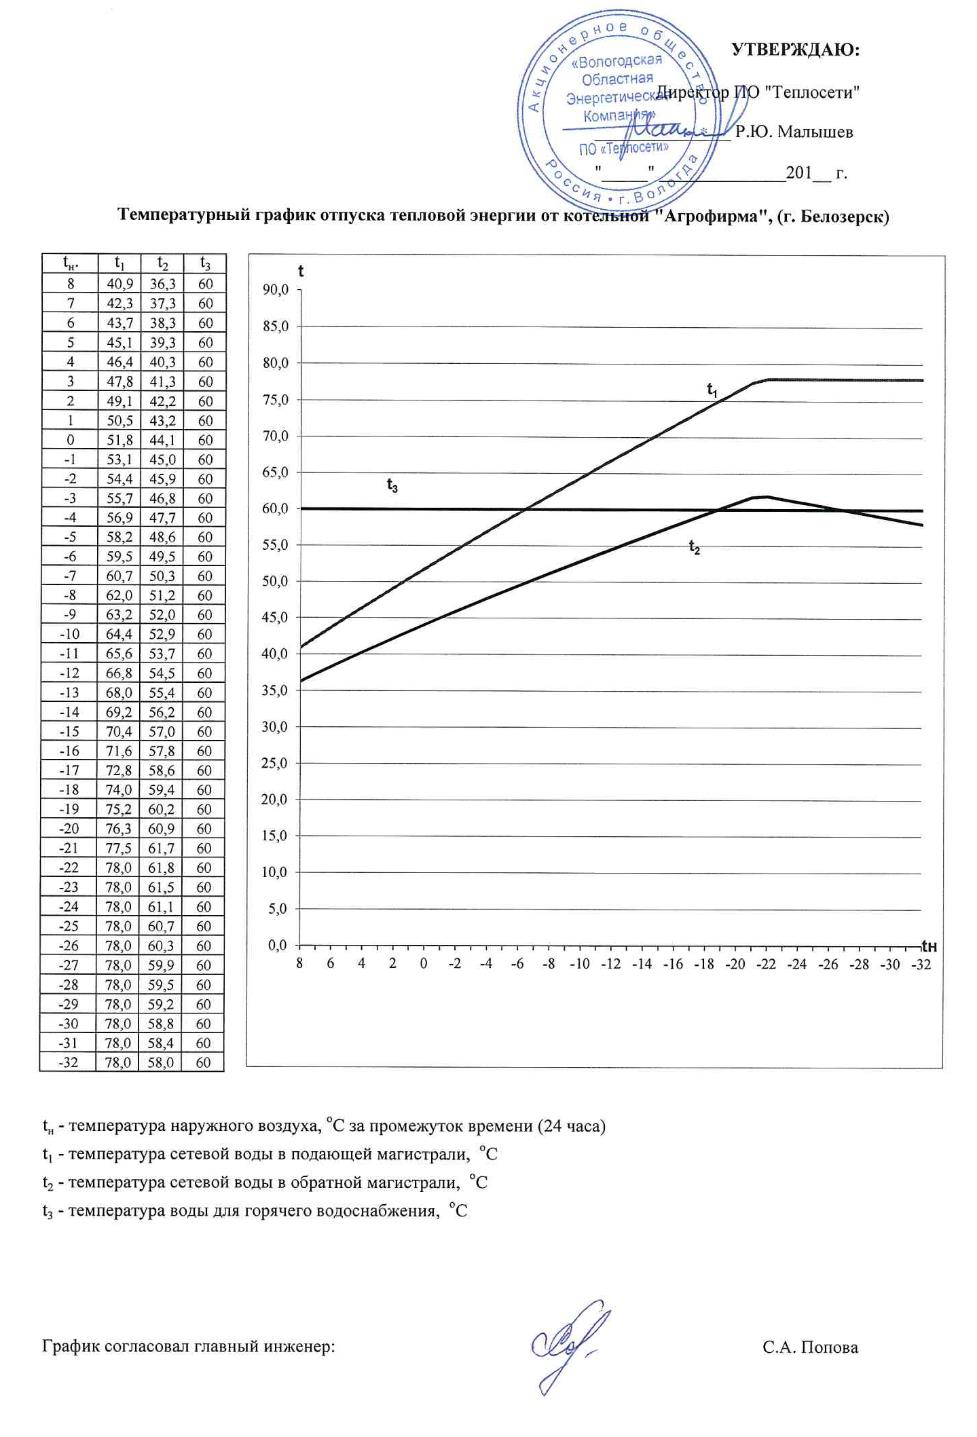 УТВЕРЖДАЮ:
Акционерное общество
«Вологодская
Областная
Энергетическая
Компания»
ПО «Теплосети»
Россия • г. Вологда
Директор ПО "Теплосети"
Р.Ю. Малышев
"_____" ______________201__ г.
Температурный график отпуска тепловой энергии от котельной "Агрофирма", (г. Белозерск)
tн. t1 t2 t3
8 40,9 36,3 60
7 42,3 37,3 60
6 43,7 38,3 60
5 45,1 39,3 60
4 46,4 40,3 60
3 47,8 41,3 60
2 49,1 42,2 60
1 50,5 43,2 60
0 51,8 44,1 60
-1 53,1 45,0 60
-2 54,4 45,9 60
-3 55,7 46,8 60
-4 56,9 47,7 60
-5 58,2 48,6 60
-6 59,5 49,5 60
-7 60,7 50,3 60
-8 62,0 51,2 60
-9 63,2 52,0 60
-10 64,4 52,9 60
-11 65,6 53,7 60
-12 66,8 54,5 60
-13 68,0 55,4 60
-14 69,2 56,2 60
-15 70,4 57,0 60
-16 71,6 57,8 60
-17 72,8 58,6 60
-18 74,0 59,4 60
-19 75,2 60,2 60
-20 76,3 60,9 60
-21 77,5 61,7 60
-22 78,0 61,8 60
-23 78,0 61,5 60
-24 78,0 61,1 60
-25 78,0 60,7 60
-26 78,0 60,3 60
-27 78,0 59,9 60
-28 78,0 59,5 60
-29 78,0 59,2 60
-30 78,0 58,8 60
-31 78,0 58,4 60
-32 78,0 58,0 60
t
90,0
85,0
80,0
75,0
70,0
65,0
60,0
55,0
50,0
45,0
40,0
35,0
30,0
25,0
20,0
15,0
10,0
5,0
0,0
t1
t3
t2
tн
8 6 4 2 0 -2 -4 -6 -8 -10 -12 -14 -16 -18 -20 -22 -24 -26 -28 -30 -32
tн - температура наружного воздуха, °С за промежуток времени (24 часа)
t1 - температура сетевой воды в подающей магистрали, °С
t2 - температура сетевой воды в обратной магистрали, °С
t3 - температура воды для горячего водоснабжения, °С
График согласовал главный инженер:
С.А. Попова